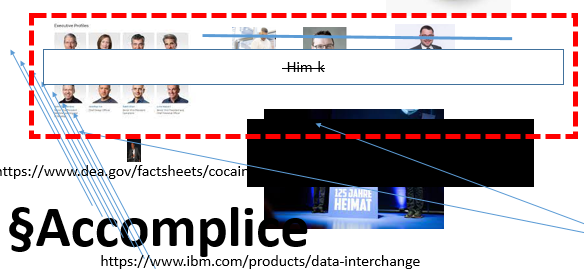 Executive Profiles
Him k
https://www.dea.gov/factsheets/cocain
125 JAHRE
HEIMAT
§Accomplice
https://www.ibm.com/products/data-interchange